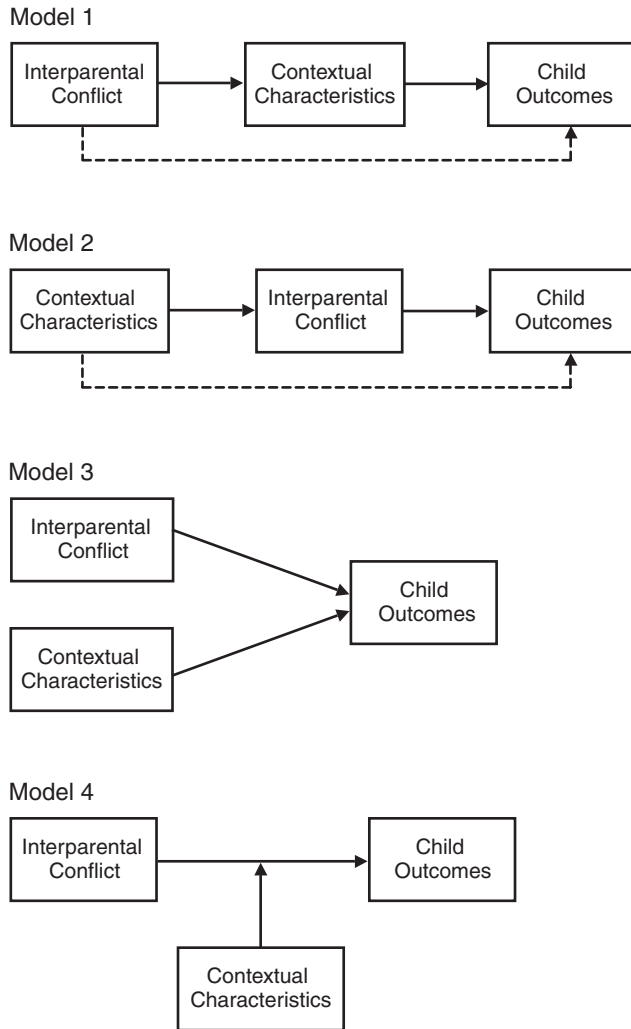 Model 1
Interparental
Conflict
Contextual
Characteristics
Child
Outcomes
Model 2
Contextual
Characteristics
Interparental
Conflict
Child
Outcomes
Model 3
Interparental
Conflict
Child
Outcomes
Contextual
Characteristics
Model 4
Interparental
Conflict
Child
Outcomes
Contextual
Characteristics